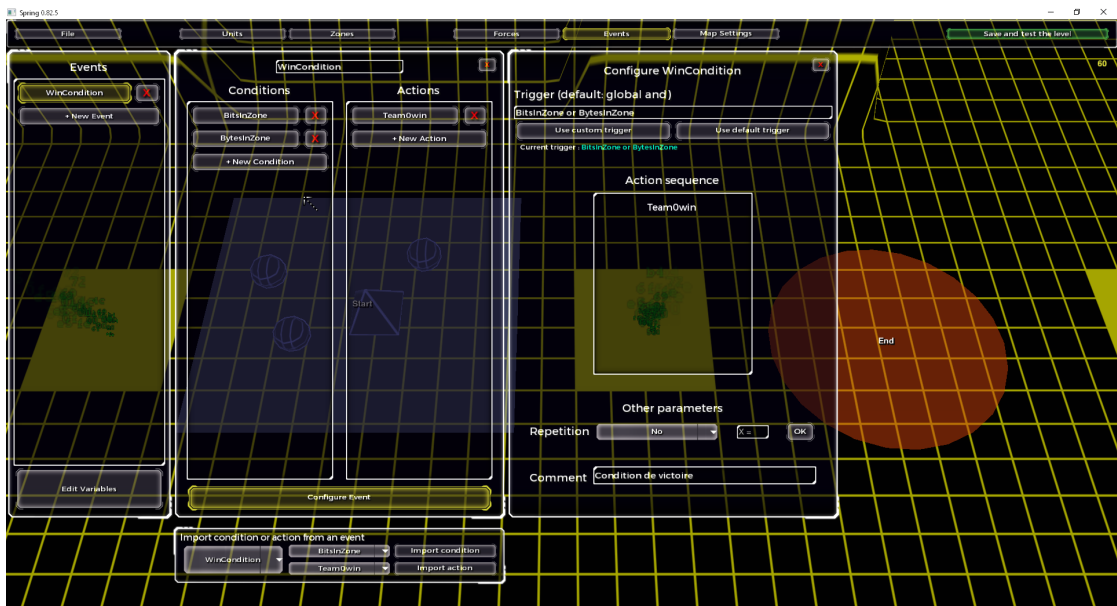 Spring 0.82.5
File
Units
Zones
Forces
Events
Map Settings
Save and test the level
60
Events
WinCondition
X
+ New Event
Edit Variables
WinCondition
X
Conditions
Actions
BitsInZone
X
Team0win
X
BytesInZone
X
+ New Action
+ New Condition
Start
Configure Event
Configure WinCondition
X
Trigger (default: global and)
BitsInZone or BytesInZone
Use custom trigger
Use default trigger
Current trigger : BitsInZone or BytesInZone
Action sequence
Team0win
Other parameters
Repetition
No
X =
OK
Comment
Condition de victoire
End
Import condition or action from an event
WinCondition
BitsInZone
Import condition
Team0win
Import action